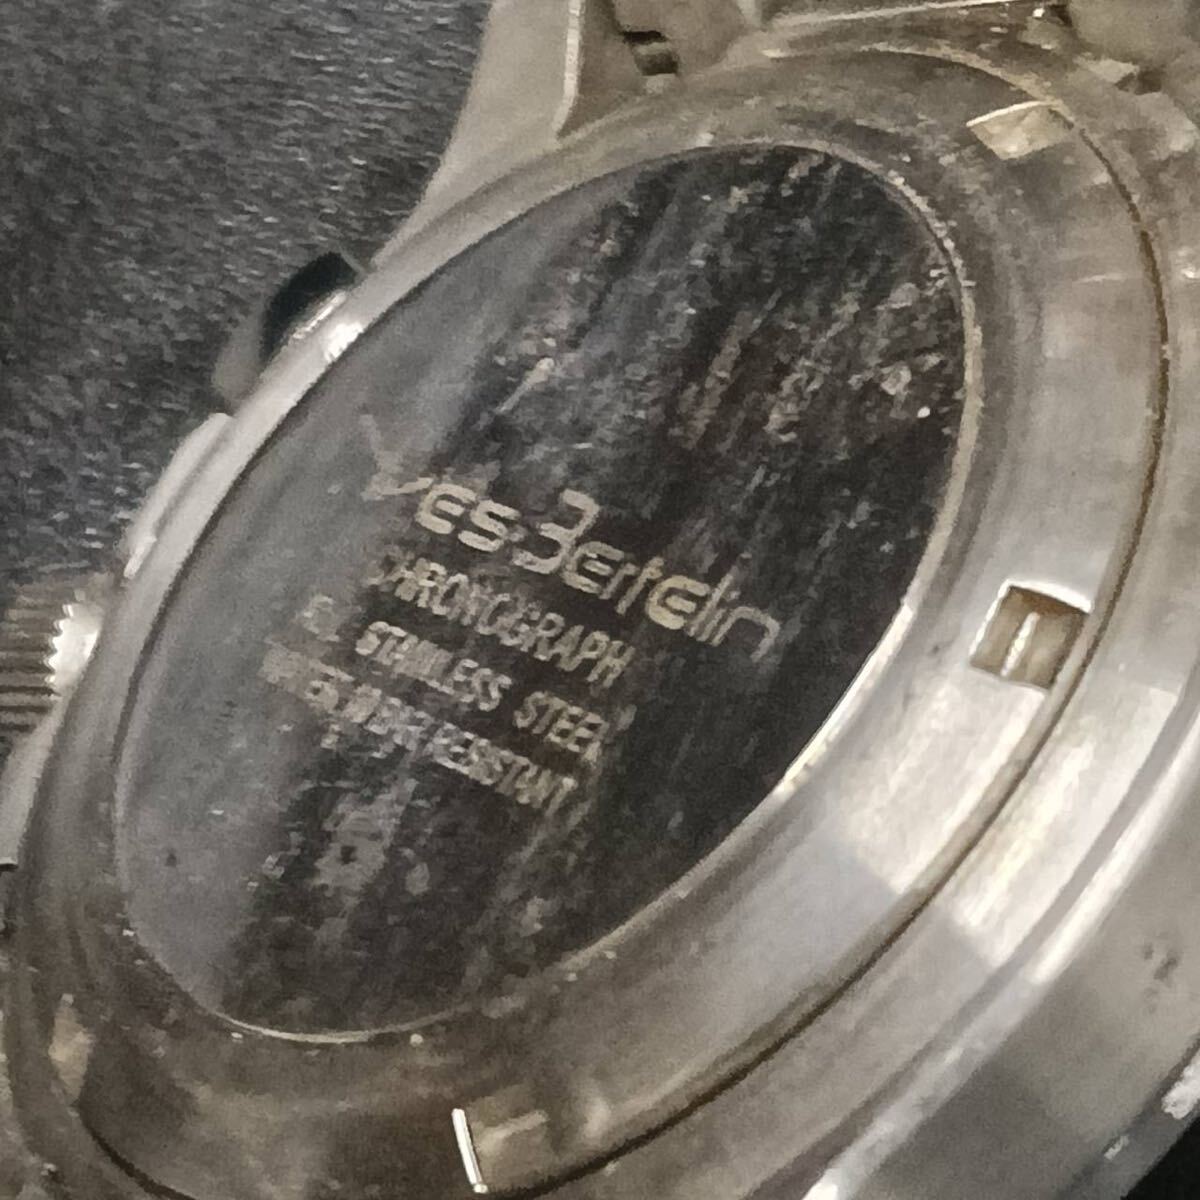 Yves Bertelin
CHRONOGRAPH
STAINLESS STEEL
WATER RESISTANT